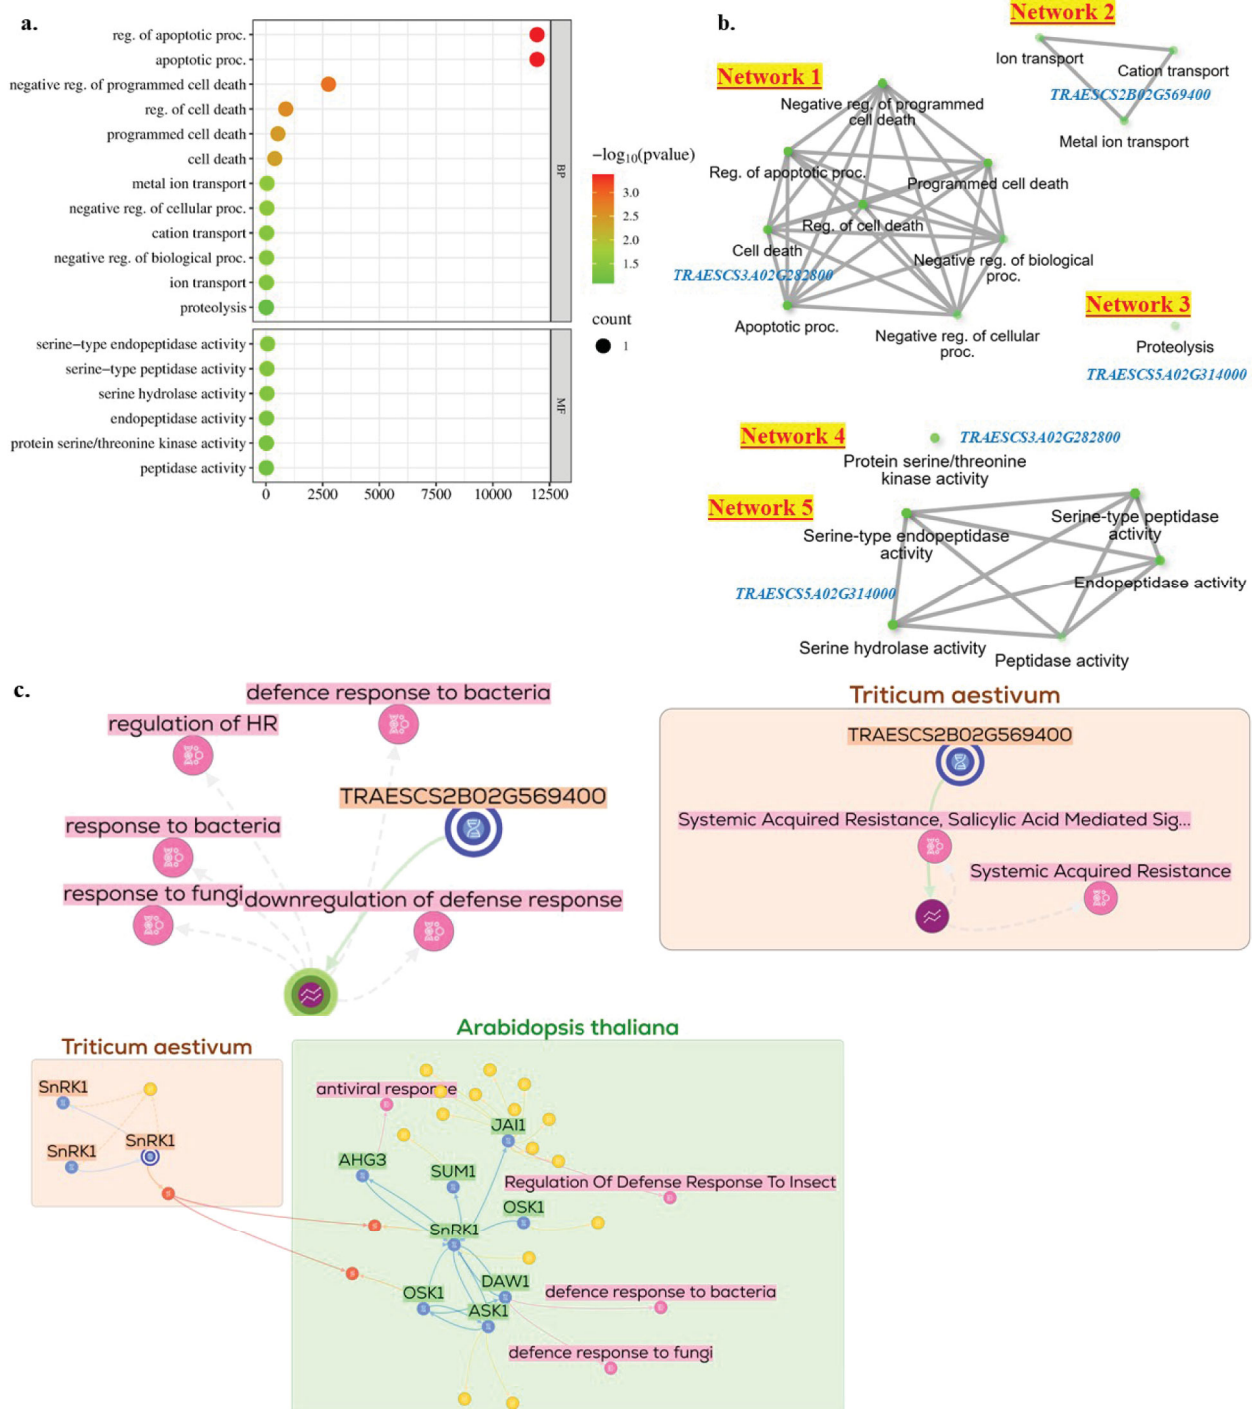 a.
reg. of apoptotic proc.
apoptotic proc.
negative reg. of programmed cell death
reg. of cell death
programmed cell death
cell death
metal ion transport
negative reg. of cellular proc.
cation transport
negative reg. of biological proc.
ion transport
proteolysis
BP
serine−type endopeptidase activity
serine−type peptidase activity
serine hydrolase activity
endopeptidase activity
protein serine/threonine kinase activity
peptidase activity
MF
0 2500 5000 7500 10000 12500
−log10(pvalue)
3.0
2.5
2.0
1.5
count
1
b.
Network 1
Negative reg. of programmed
cell death
Reg. of apoptotic proc.
Programmed cell death
Reg. of cell death
Cell death
Negative reg. of biological
proc.
TRAESCS3A02G282800
Apoptotic proc.
Negative reg. of cellular
proc.
Network 2
Ion transport
Cation transport
TRAESCS2B02G569400
Metal ion transport
Network 3
Proteolysis
TRAESCS5A02G314000
Network 4
TRAESCS3A02G282800
Protein serine/threonine
kinase activity
Network 5
Serine-type peptidase
activity
Serine-type endopeptidase
activity
Endopeptidase activity
TRAESCS5A02G314000
Serine hydrolase activity
Peptidase activity
c.
defence response to bacteria
regulation of HR
TRAESCS2B02G569400
response to bacteria
response to fungi
downregulation of defense response
Triticum aestivum
TRAESCS2B02G569400
Systemic Acquired Resistance, Salicylic Acid Mediated Sig...
Systemic Acquired Resistance
Triticum aestivum
SnRK1
SnRK1
SnRK1
Arabidopsis thaliana
antiviral response
JAI1
AHG3
SUM1
Regulation Of Defense Response To Insect
OSK1
SnRK1
DAW1
OSK1
ASK1
defence response to bacteria
defence response to fungi